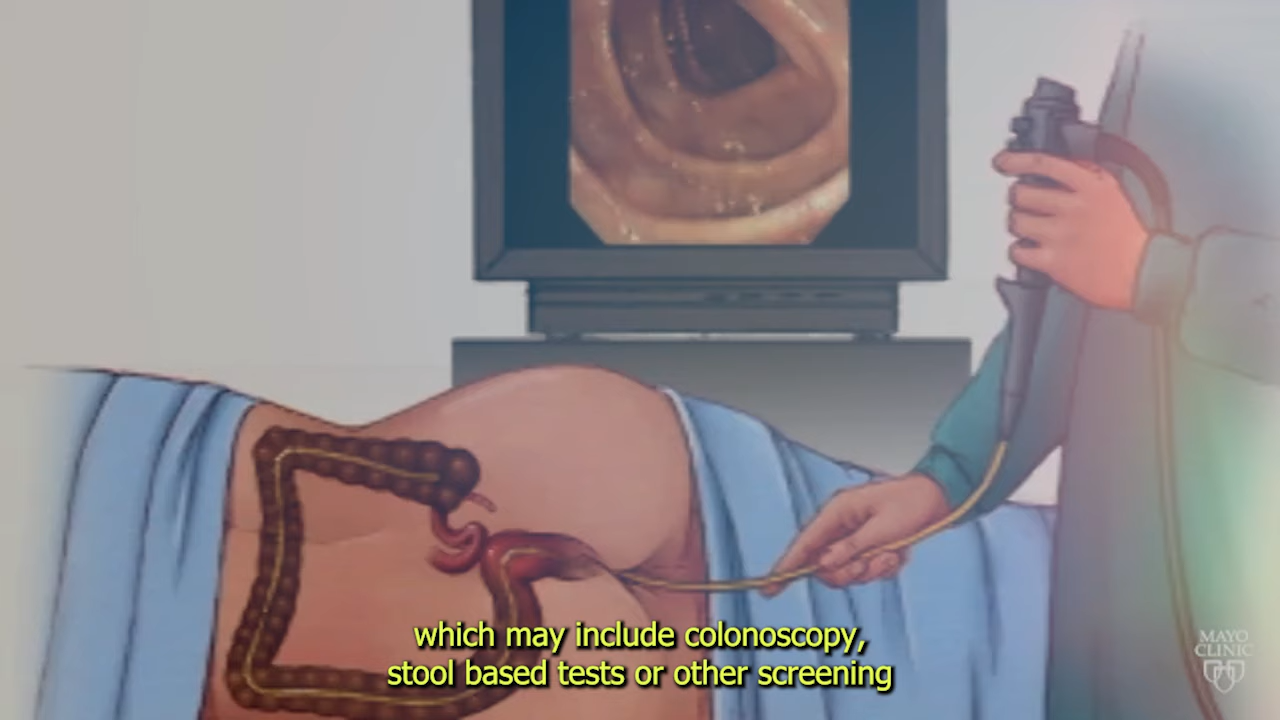 which may include colonoscopy,
stool based tests or other screening
MAYO
CLINIC